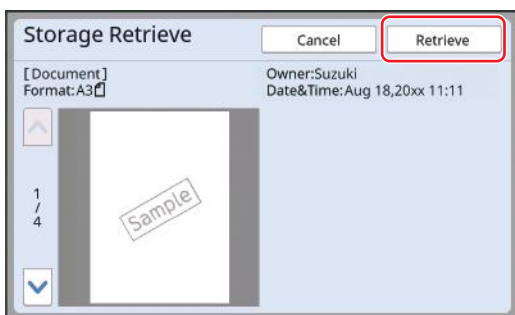 Storage Retrieve
Cancel
Retrieve
[Document]
Format:A3
Owner:Suzuki
Date&Time:Aug 18,20xx 11:11
1
/
4
Sample